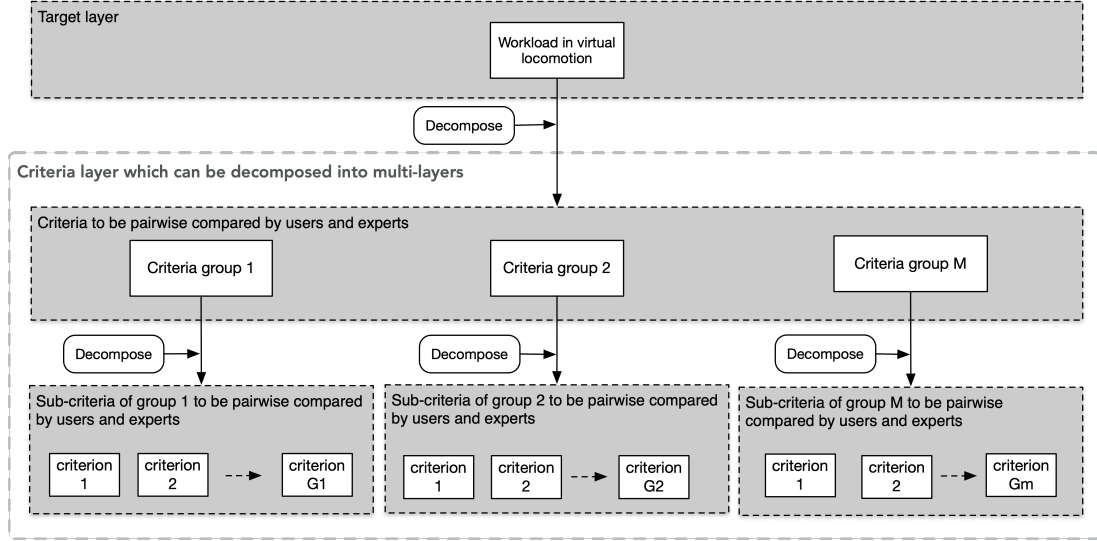 Target layer
Workload in virtual
locomotion
Decompose
Criteria layer which can be decomposed into multi-layers
Criteria to be pairwise compared by users and experts
Criteria group 1
Criteria group 2
Criteria group M
Decompose
Decompose
Decompose
Sub-criteria of group 1 to be pairwise compared
by users and experts
criterion
1
criterion
2
criterion
G1
Sub-criteria of group 2 to be pairwise compared
by users and experts
criterion
1
criterion
2
criterion
G2
Sub-criteria of group M to be pairwise
compared by users and experts
criterion
1
criterion
2
criterion
Gm